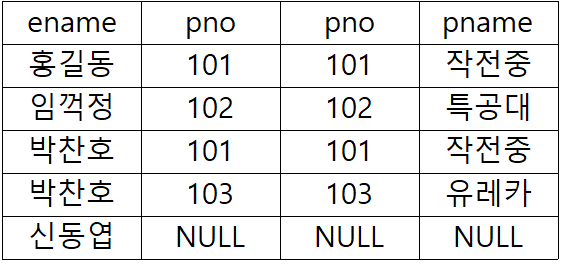 ename pno pno pname
홍길동 101 101 작전중
임꺽정 102 102 특공대
박찬호 101 101 작전중
박찬호 103 103 유레카
신동엽 NULL NULL NULL